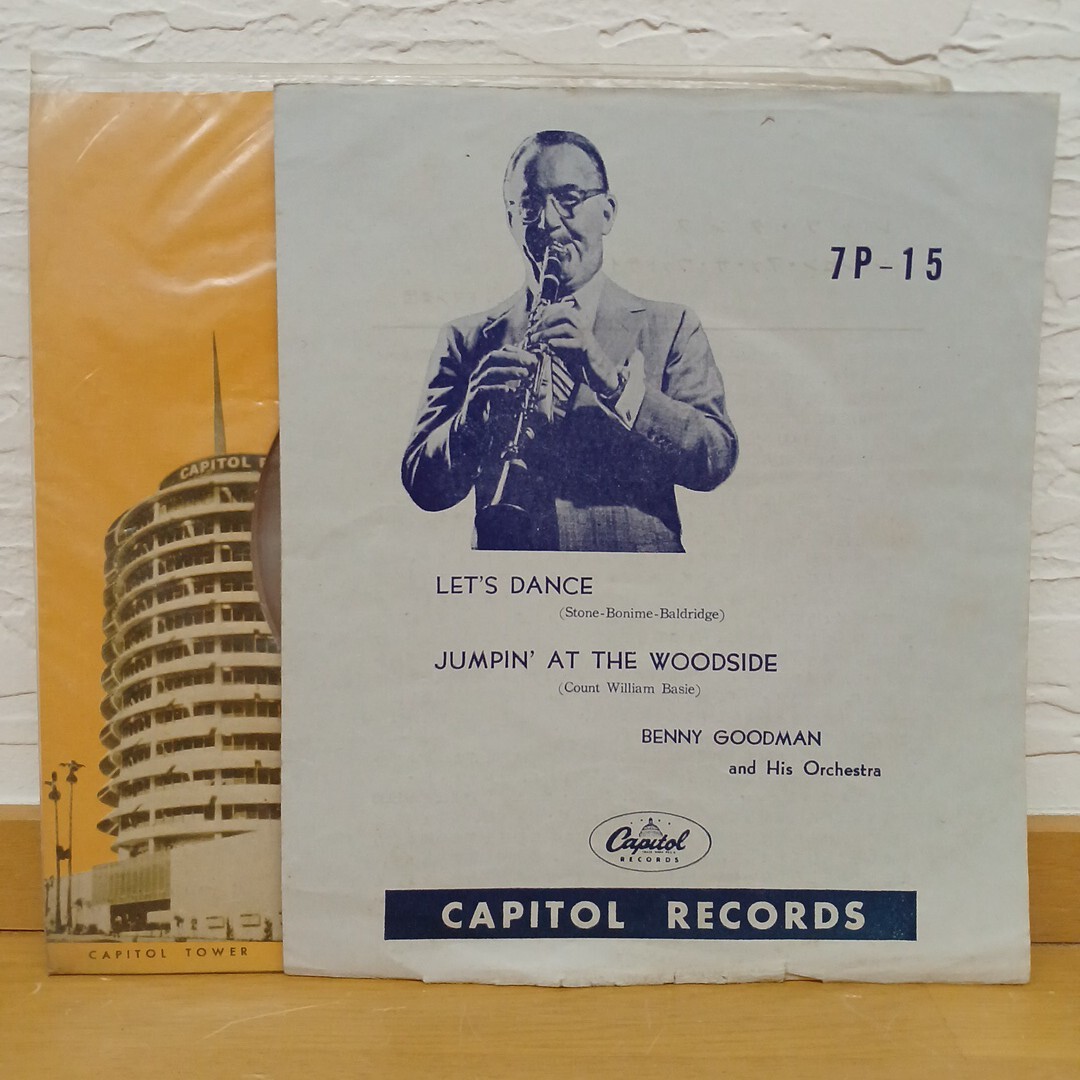 CAPITOL
CAPITOL TOWER
7P-15
LET'S DANCE
(Stone-Bonime-Baldridge)
JUMPIN' AT THE WOODSIDE
(Count William Basie)
BENNY GOODMAN
and His Orchestra
Capitol
RECORDS
CAPITOL RECORDS